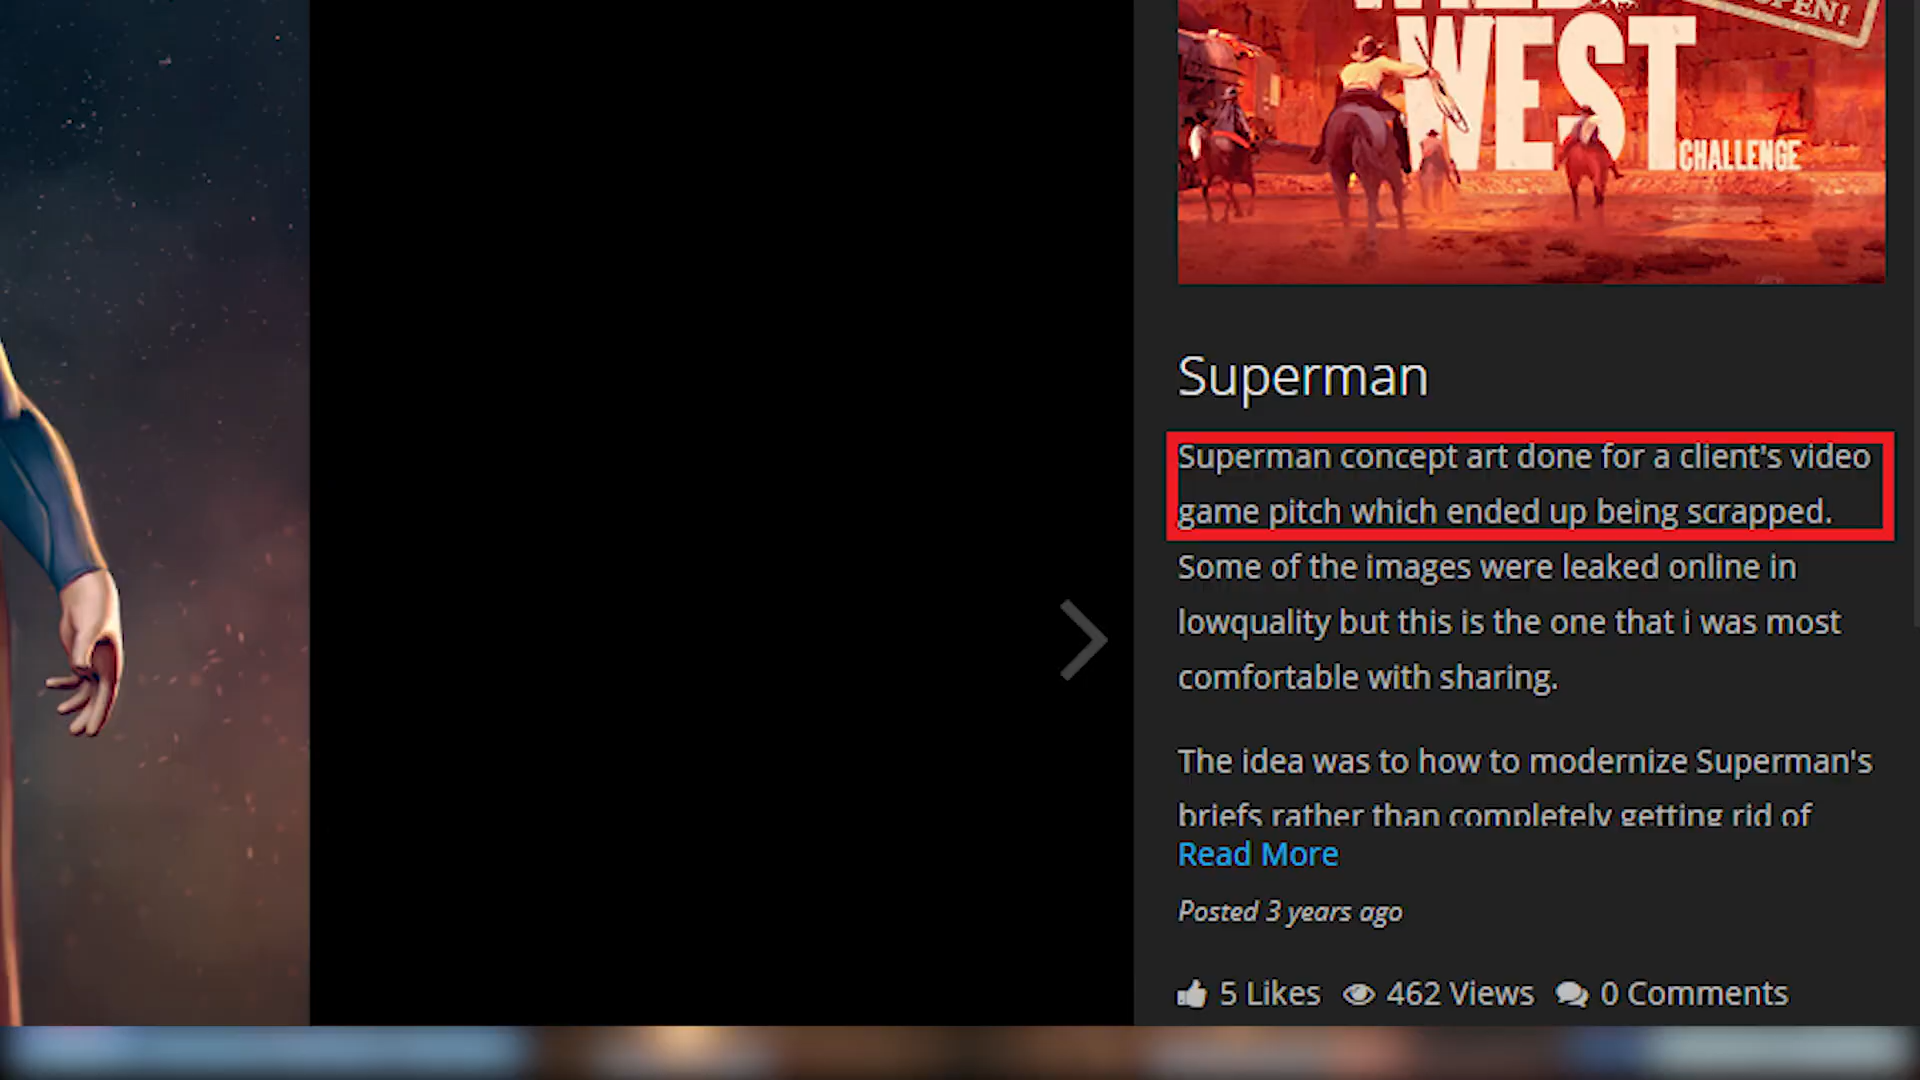 OPEN!
WEST
CHALLENGE
Superman
Superman concept art done for a client's video
game pitch which ended up being scrapped.
Some of the images were leaked online in
lowquality but this is the one that i was most
comfortable with sharing.
The idea was to how to modernize Superman's
briefs rather than completely getting rid of
Read More
Posted 3 years ago
5 Likes 462 Views 0 Comments